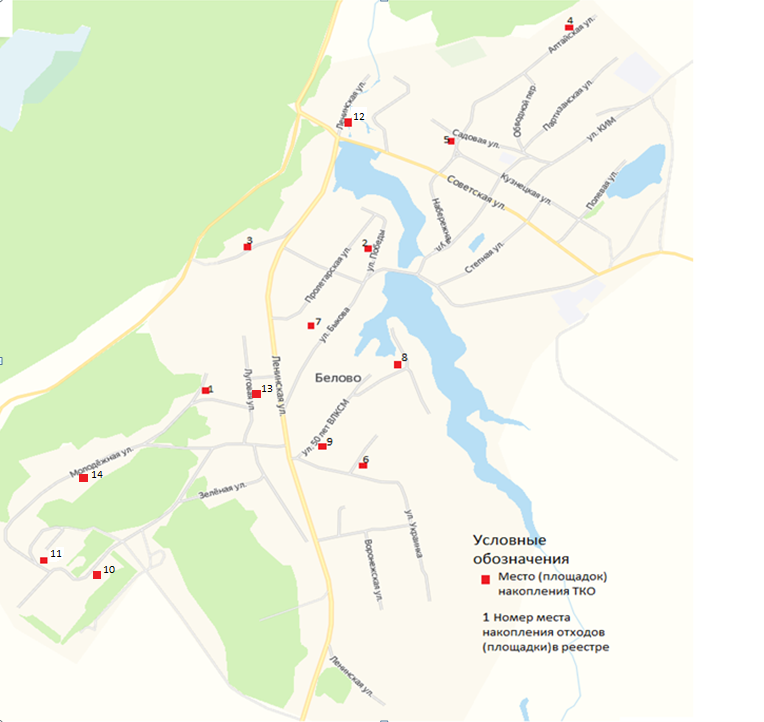 4
Алтайская ул.
Ленинская ул.
12
Обводной пер
Партизанская ул.
ул. КИМ
5
Садовая ул.
Советская ул.
Кузнецкая ул.
Полевая ул.
Набережная ул.
3
2
ул. Победы
Степная ул.
Пролетарская ул.
7
ул. Быкова
8
Белово
1
Луговая ул.
13
Ленинская ул.
ул. 50 лет ВЛКСМ
9
6
Молодёжная ул.
14
Зелёная ул.
ул. Украинка
11
10
Воронежская ул.
Ленинская ул.
Условные
обозначения
Место (площадок)
накопления ТКО
1 Номер места
накопления отходов
(площадки)в реестре